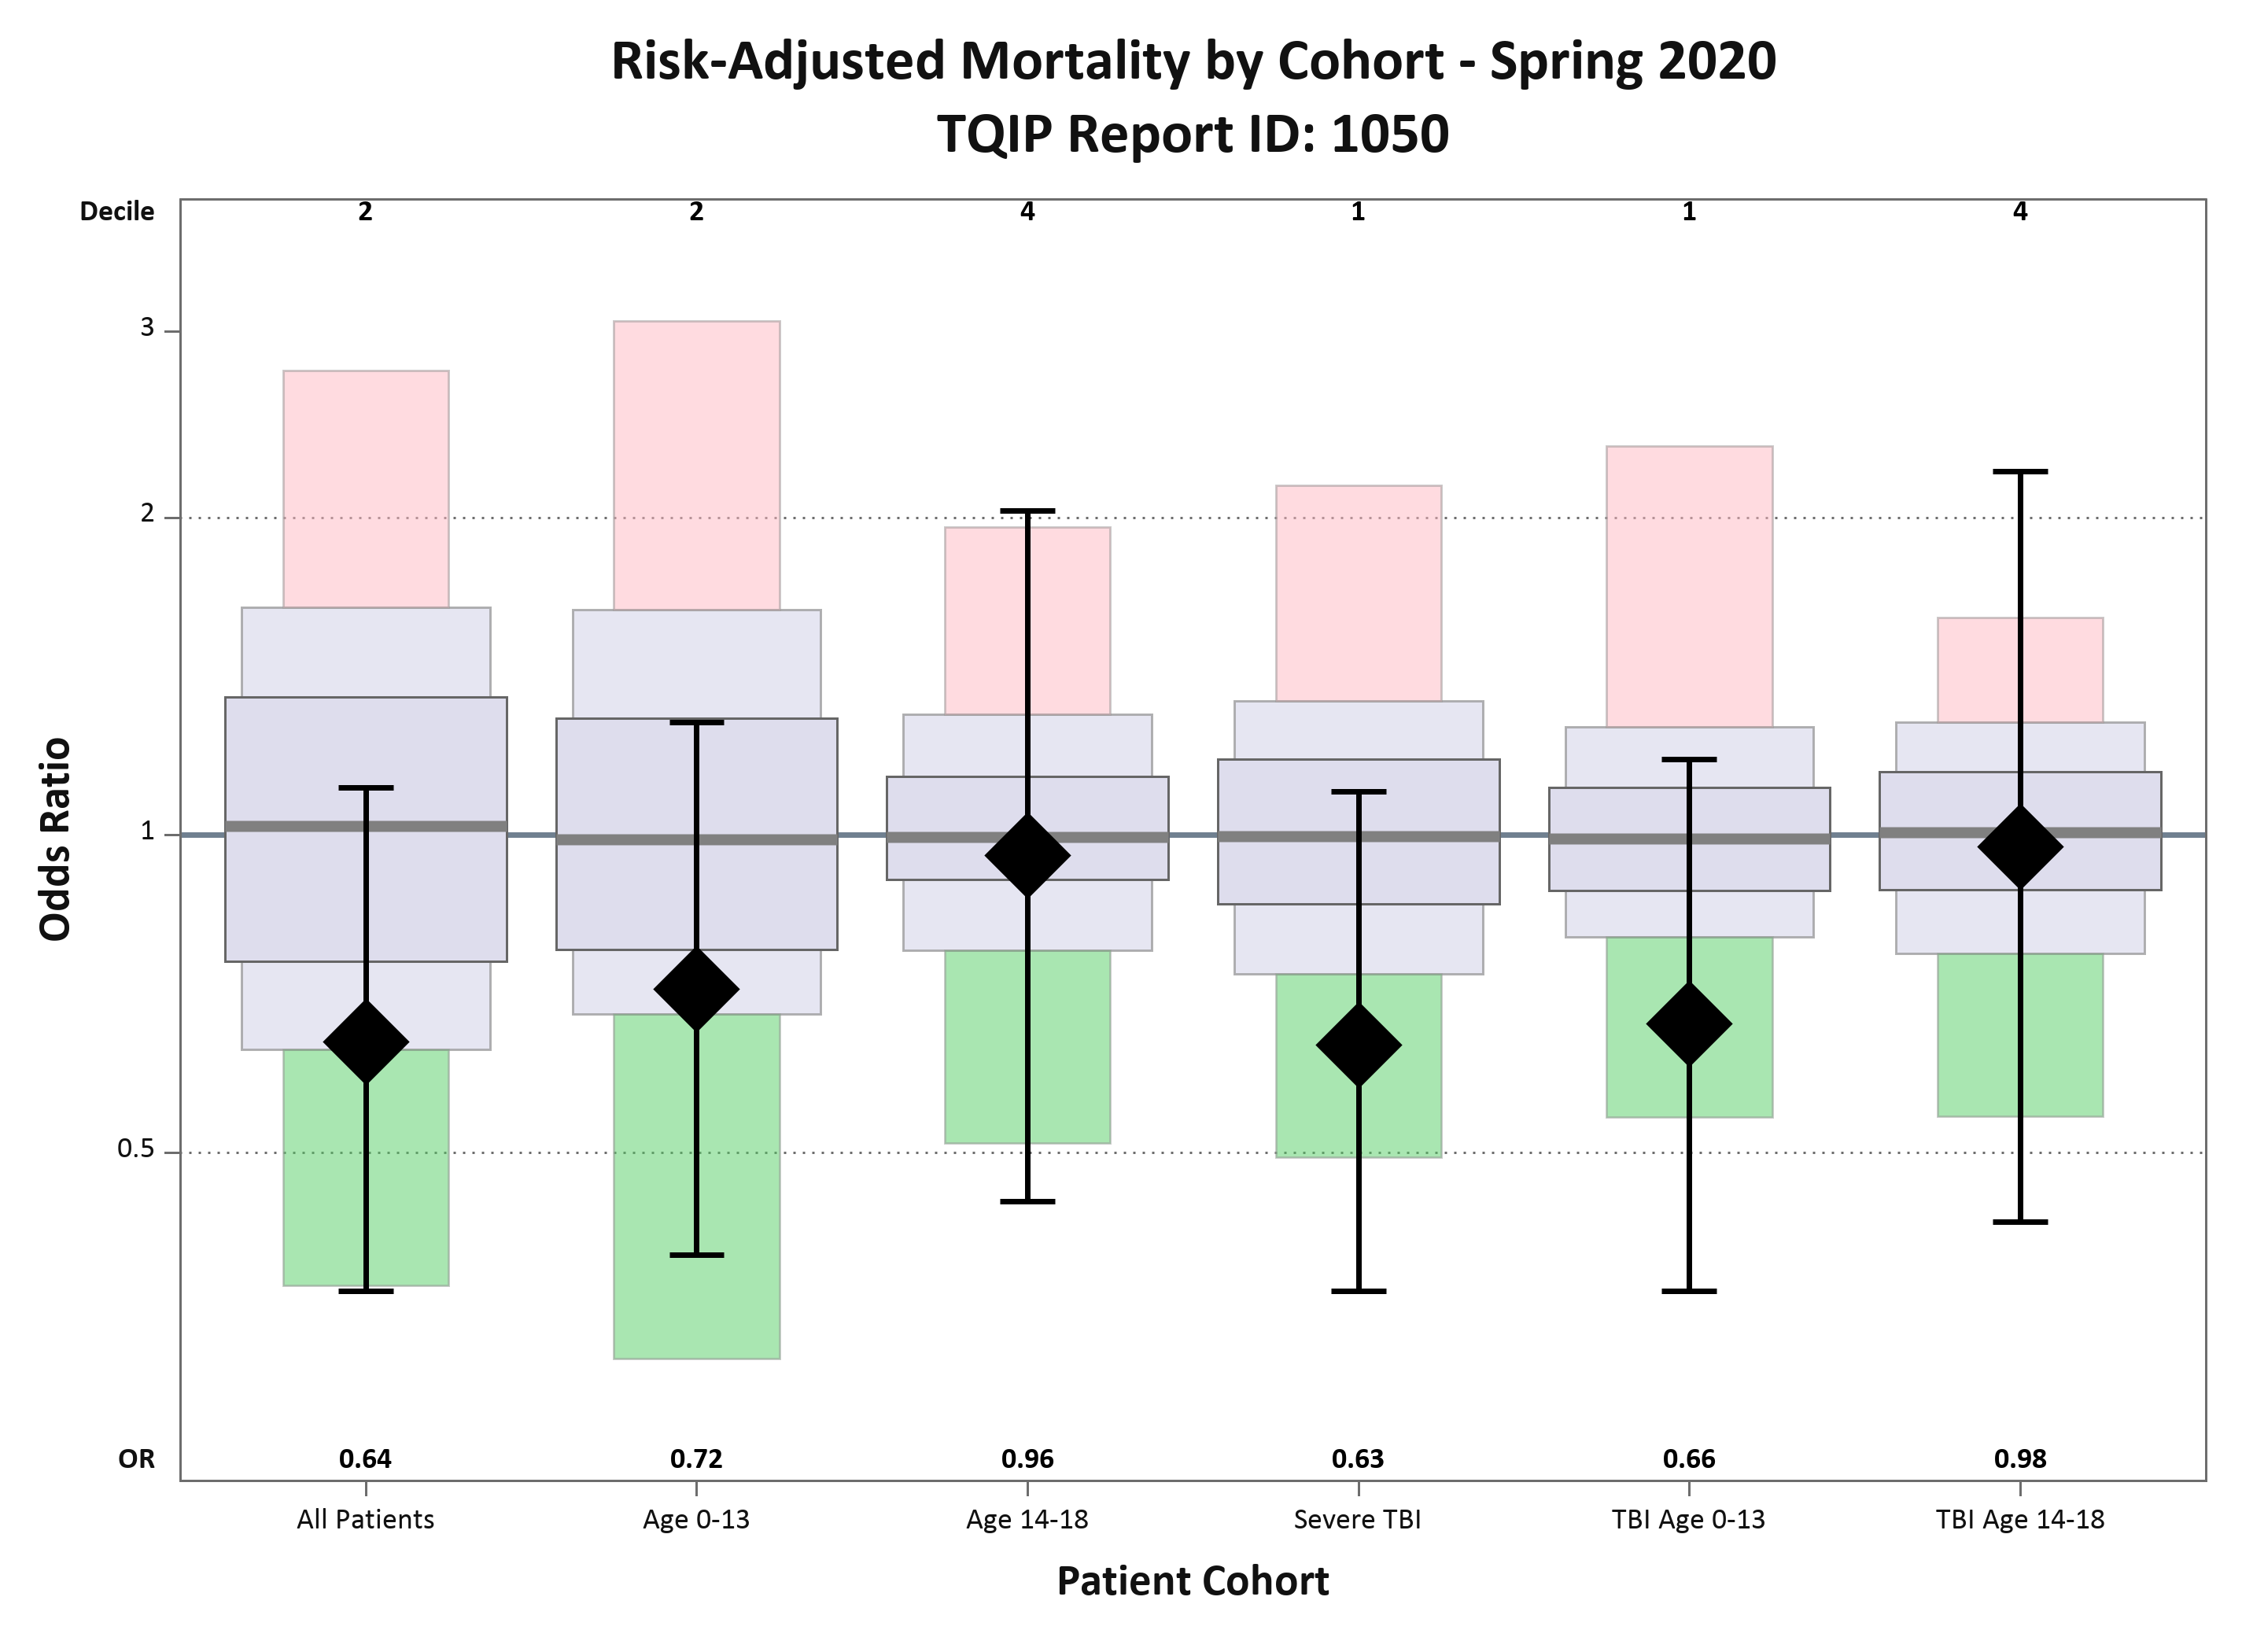 Risk-Adjusted Mortality by Cohort - Spring 2020
TQIP Report ID: 1050
Decile 2 2 4 1 1 4
3
2
1
0.5
Odds Ratio
OR 0.64 0.72 0.96 0.63 0.66 0.98
All Patients Age 0-13 Age 14-18 Severe TBI TBI Age 0-13 TBI Age 14-18
Patient Cohort